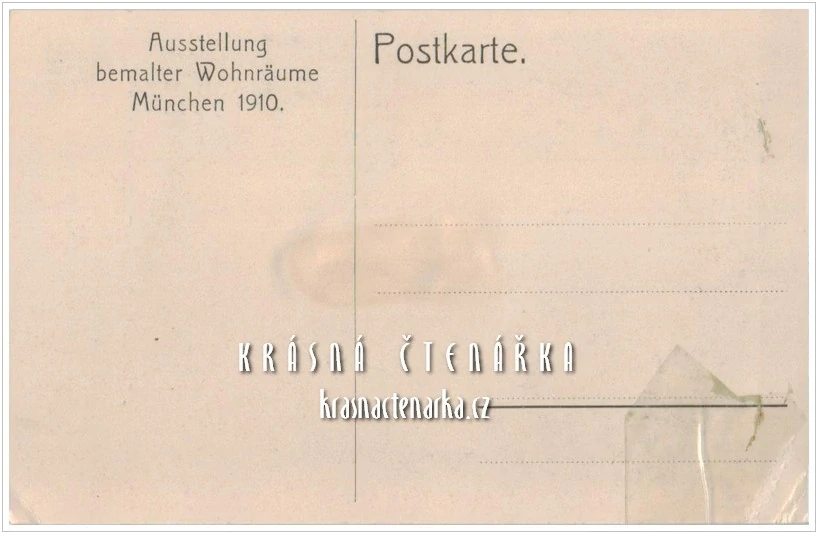 Ausstellung
bemalter Wohnräume
München 1910.
Postkarte.
KRÁSNÁ ČTENÁŘKA
krasnactenarka.cz